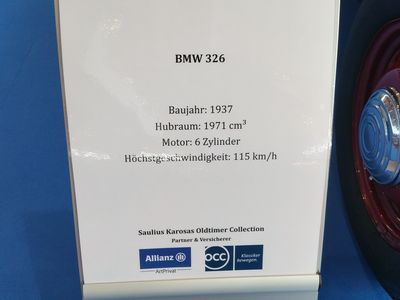 BMW 326
Baujahr: 1937
Hubraum: 1971 cm³
Motor: 6 Zylinder
Höchstgeschwindigkeit: 115 km/h
Saulius Karosas Oldtimer Collection
Partner & Versicherer
Allianz
ArtPrivat
OCC
Klassiker
bewegen